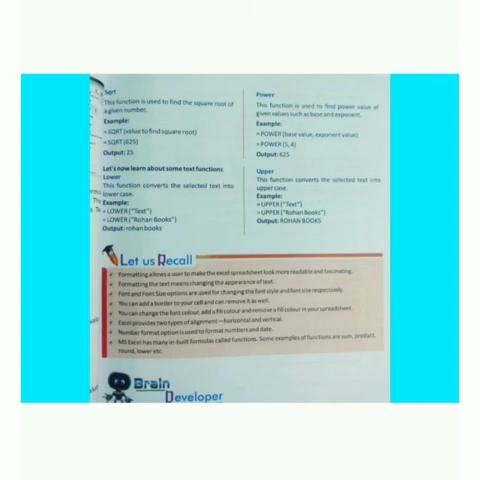 Sqrt
This function is used to find the square root of
a given number.
Example:
= SQRT (value to find square root)
= SQRT (625)
Output: 25
Power
This function is used to find power value of
given values such as base and exponent.
Example:
= POWER (base value, exponent value)
= POWER (5, 4)
Output: 625
Let's now learn about some text functions
Lower
This function converts the selected text into
lower case.
Example:
= LOWER ("Text")
= LOWER ("Rohan Books")
Output: rohan books
Upper
This function converts the selected text into
upper case.
Example:
= UPPER ("Text")
= UPPER ("Rohan Books")
Output: ROHAN BOOKS
Let us Recall
Formatting allows a user to make the excel spreadsheet look more readable and fascinating.
Formatting the text means changing the appearance of text.
Font and Font Size options are used for changing the font style and font size respectively.
You can add a border to your cell and can remove it as well.
You can change the font colour, add a fill colour and remove a fill colour in your spreadsheet.
Excel provides two types of alignment—horizontal and vertical.
Number format option is used to format numbers and date.
MS Excel has many in-built formulas called functions. Some examples of functions are sum, product,
round, lower etc.
Brain
Developer